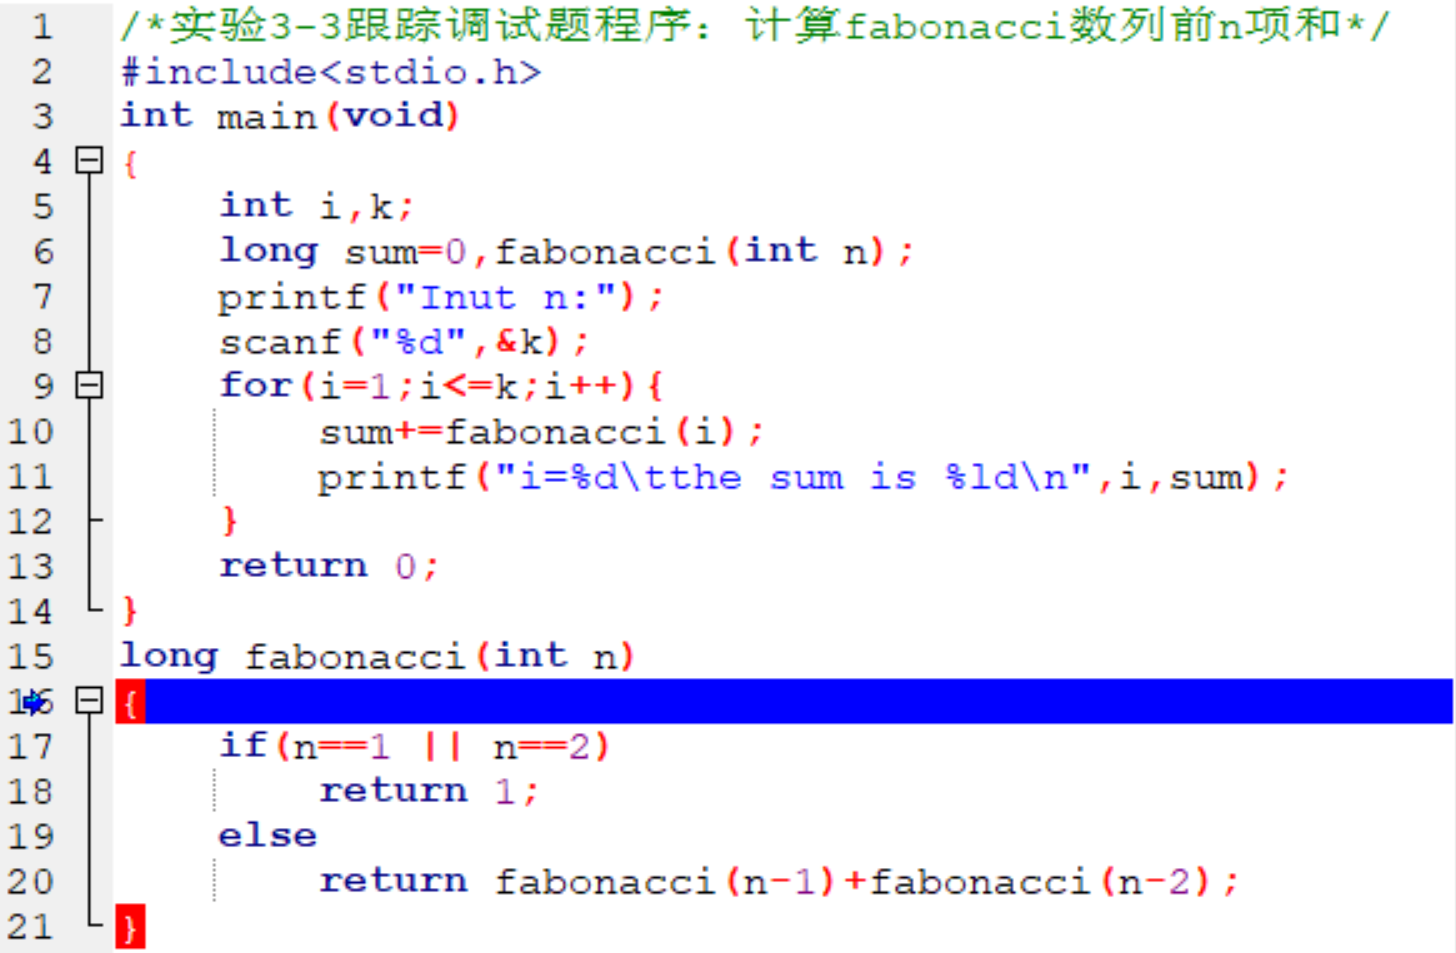 1 /*实验3-3跟踪调试题程序：计算fabonacci数列前n项和*/
2 #include<stdio.h>
3 int main(void)
4 {
5 int i,k;
6 long sum=0,fabonacci(int n);
7 printf("Inut n:");
8 scanf("%d",&k);
9 for(i=1;i<=k;i++){
10 sum+=fabonacci(i);
11 printf("i=%d\tthe sum is %ld\n",i,sum);
12 }
13 return 0;
14 }
15 long fabonacci(int n)
16 {
17 if(n==1 || n==2)
18 return 1;
19 else
20 return fabonacci(n-1)+fabonacci(n-2);
21 }